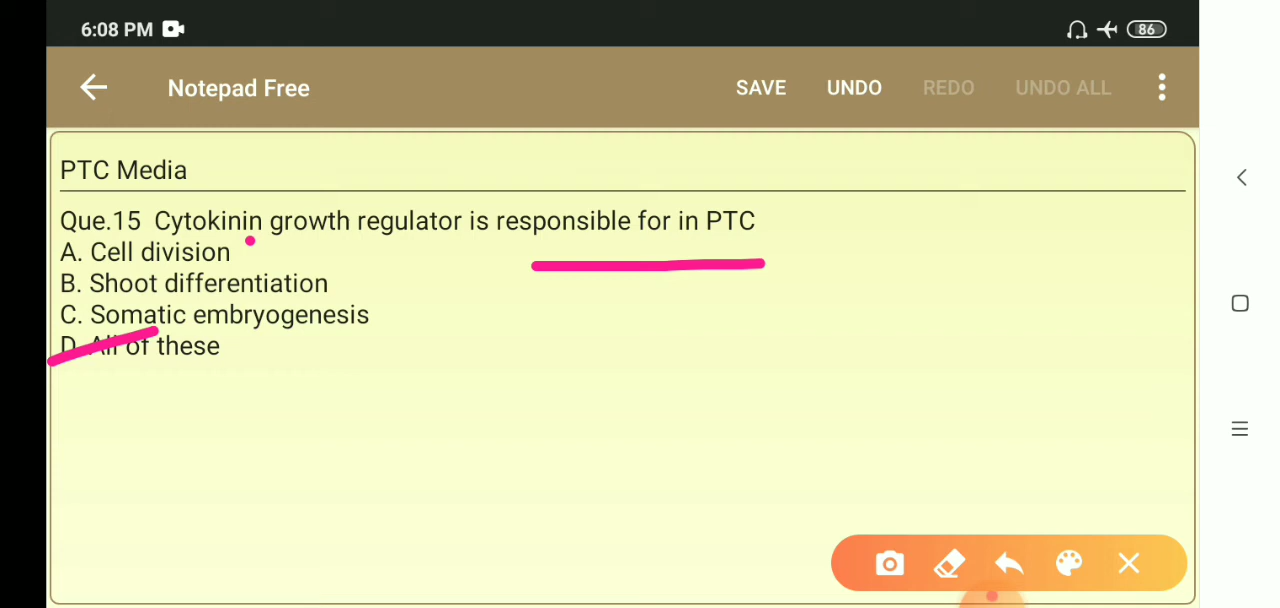 6:08 PM 86
Notepad Free SAVE UNDO REDO UNDO ALL
PTC Media
Que.15 Cytokinin growth regulator is responsible for in PTC
A. Cell division
B. Shoot differentiation
C. Somatic embryogenesis
D. All of these